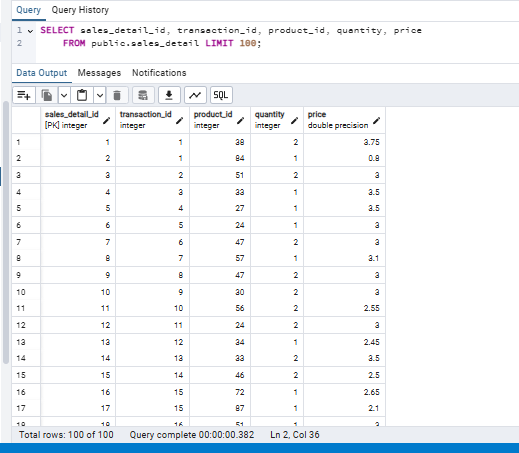 Query Query History
1 SELECT sales_detail_id, transaction_id, product_id, quantity, price
2 FROM public.sales_detail LIMIT 100;
Data Output Messages Notifications
SQL
sales_detail_id transaction_id product_id quantity price
[PK] integer integer integer integer double precision
1 1 1 38 2 3.75
2 2 1 84 1 0.8
3 3 2 51 2 3
4 4 3 33 1 3.5
5 5 4 27 1 3.5
6 6 5 24 1 3
7 7 6 47 2 3
8 8 7 57 1 3.1
9 9 8 47 2 3
10 10 9 30 2 3
11 11 10 56 2 2.55
12 12 11 24 2 3
13 13 12 34 1 2.45
14 14 13 33 2 3.5
15 15 14 46 2 2.5
16 16 15 72 1 2.65
17 17 15 87 1 2.1
18 18 16 51 1 3
Total rows: 100 of 100 Query complete 00:00:00.382 Ln 2, Col 36